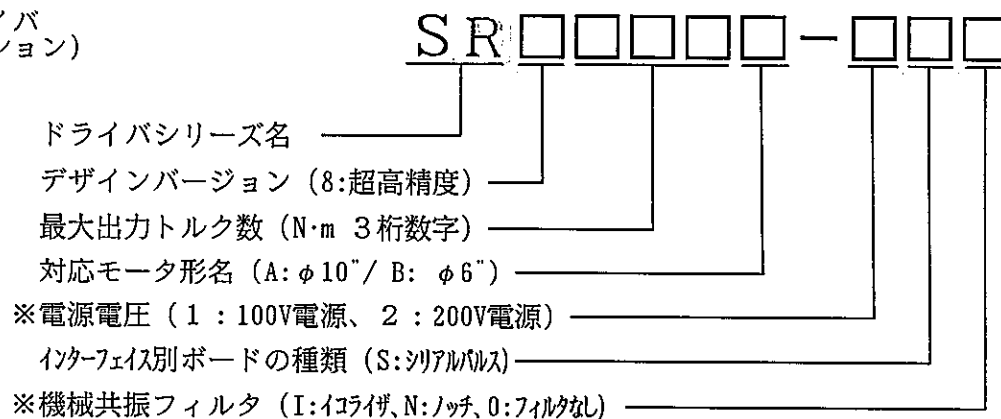 イバ
ション)
SR□□□□□−□□□
ドライバシリーズ名
デザインバージョン (8:超高精度)
最大出力トルク数 (N·m 3桁数字)
対応モータ形名 (A: φ10"/ B: φ6")
※電源電圧 (1:100V電源、2:200V電源)
インターフェイス別ボードの種類 (S:シリアルパルス)
※機械共振フィルタ (I:イコライザ、N:ノッチ、0:フィルタなし)